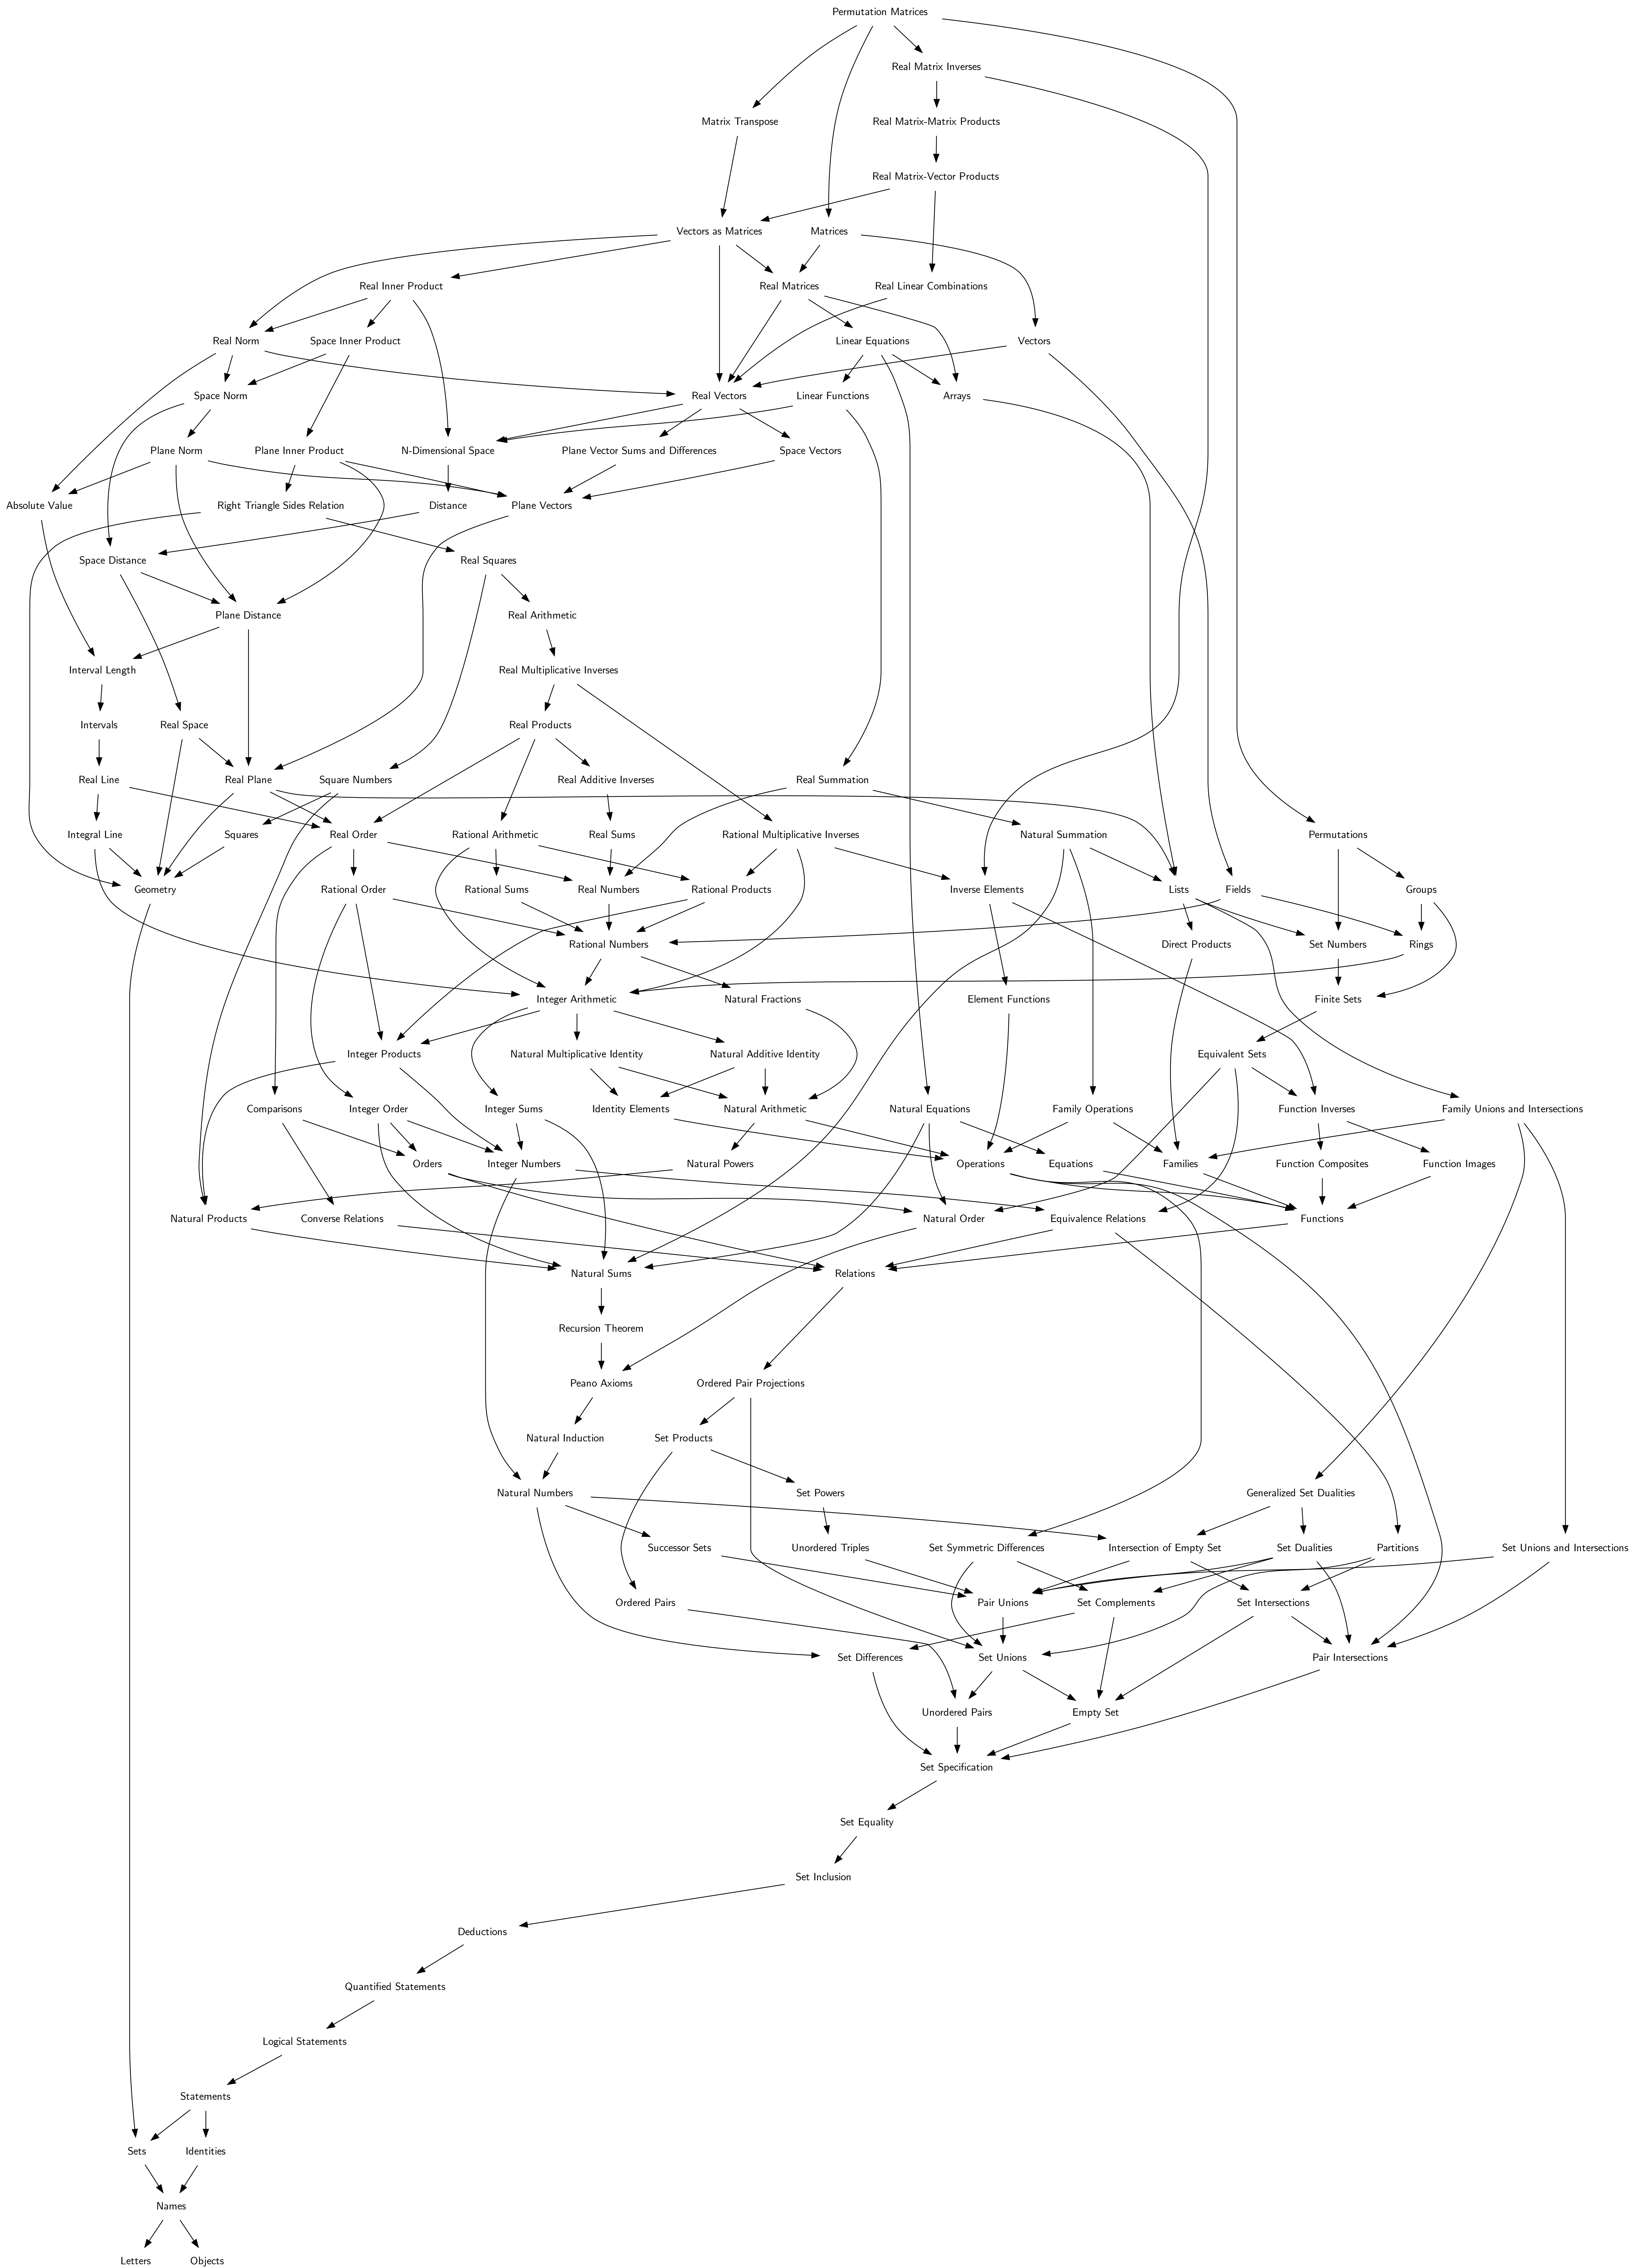 Permutation Matrices
Real Matrix Inverses
Matrix Transpose
Real Matrix-Matrix Products
Real Matrix-Vector Products
Vectors as Matrices
Matrices
Real Inner Product
Real Matrices
Real Linear Combinations
Real Norm
Space Inner Product
Linear Equations
Vectors
Space Norm
Real Vectors
Linear Functions
Arrays
Plane Norm
Plane Inner Product
N-Dimensional Space
Plane Vector Sums and Differences
Space Vectors
Absolute Value
Right Triangle Sides Relation
Distance
Plane Vectors
Space Distance
Real Squares
Plane Distance
Real Arithmetic
Interval Length
Real Multiplicative Inverses
Intervals
Real Space
Real Products
Real Line
Real Plane
Square Numbers
Real Additive Inverses
Real Summation
Integral Line
Squares
Real Order
Rational Arithmetic
Real Sums
Rational Multiplicative Inverses
Natural Summation
Permutations
Geometry
Rational Order
Rational Sums
Real Numbers
Rational Products
Inverse Elements
Lists
Fields
Groups
Rational Numbers
Direct Products
Set Numbers
Rings
Integer Arithmetic
Natural Fractions
Element Functions
Finite Sets
Integer Products
Natural Multiplicative Identity
Natural Additive Identity
Equivalent Sets
Comparisons
Integer Order
Integer Sums
Identity Elements
Natural Arithmetic
Natural Equations
Family Operations
Function Inverses
Family Unions and Intersections
Orders
Integer Numbers
Natural Powers
Operations
Equations
Families
Function Composites
Function Images
Natural Products
Converse Relations
Natural Order
Equivalence Relations
Functions
Natural Sums
Relations
Recursion Theorem
Peano Axioms
Ordered Pair Projections
Natural Induction
Set Products
Natural Numbers
Set Powers
Generalized Set Dualities
Successor Sets
Unordered Triples
Set Symmetric Differences
Intersection of Empty Set
Set Dualities
Partitions
Set Unions and Intersections
Ordered Pairs
Pair Unions
Set Complements
Set Intersections
Set Differences
Set Unions
Pair Intersections
Unordered Pairs
Empty Set
Set Specification
Set Equality
Set Inclusion
Deductions
Quantified Statements
Logical Statements
Statements
Sets
Identities
Names
Letters
Objects